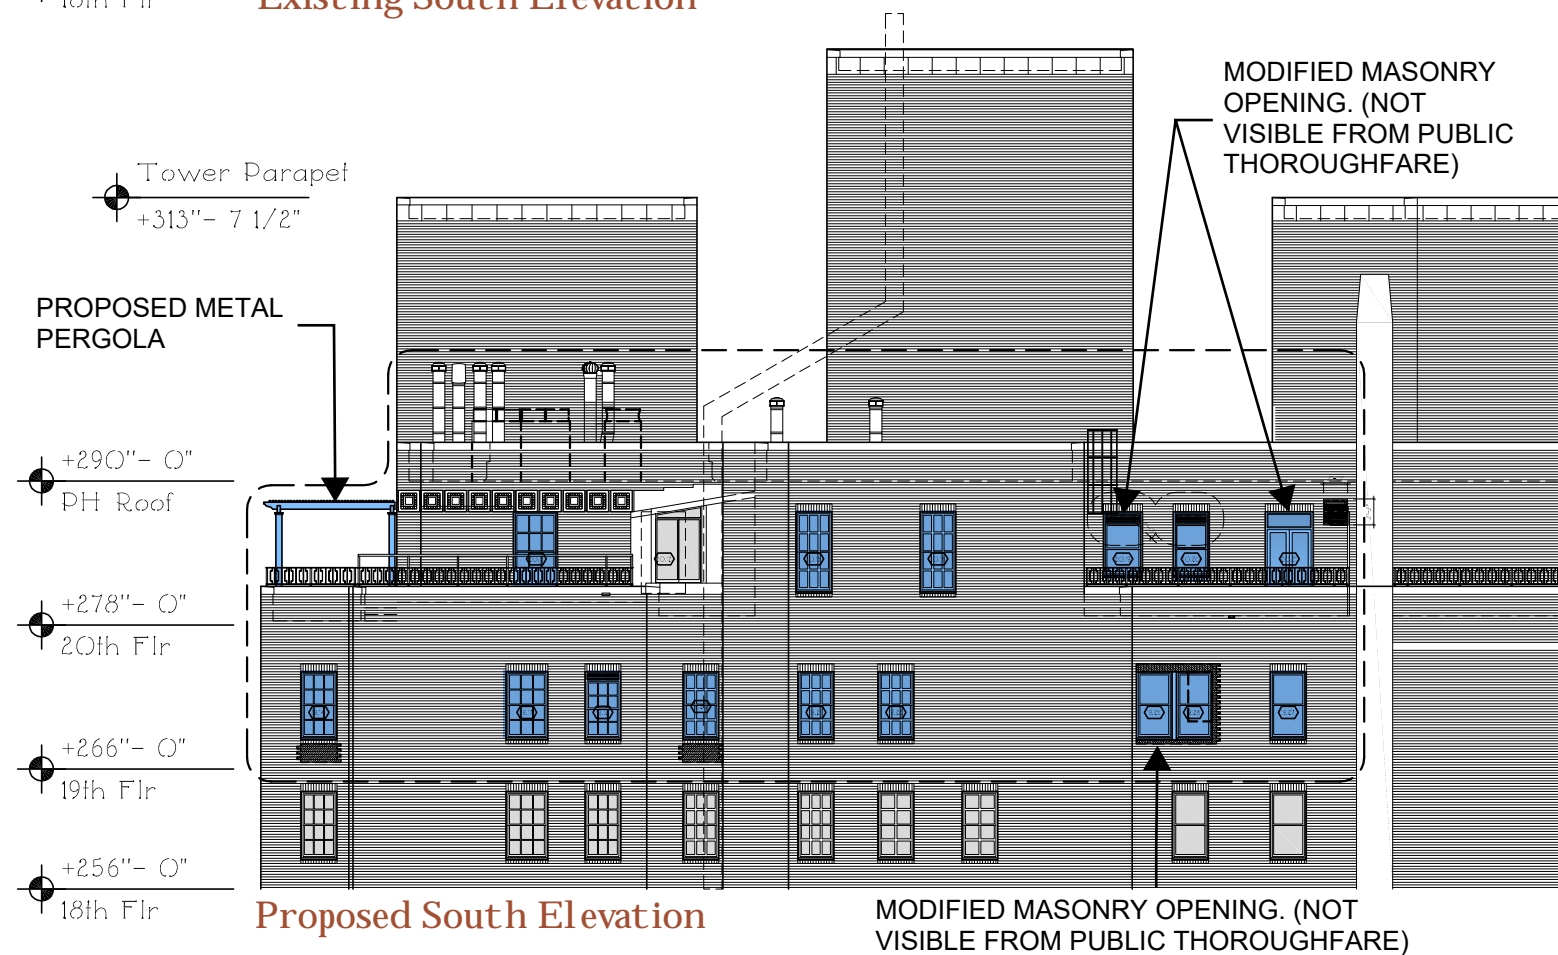 18th Flr
Existing South Elevation
MODIFIED MASONRY
OPENING. (NOT
VISIBLE FROM PUBLIC
THOROUGHFARE)
Tower Parapet
+313"- 7 1/2"
PROPOSED METAL
PERGOLA
+290"- 0"
PH Roof
+278"- 0"
20th Flr
+266"- 0"
19th Flr
+256"- 0"
18th Flr
Proposed South Elevation
MODIFIED MASONRY OPENING. (NOT
VISIBLE FROM PUBLIC THOROUGHFARE)